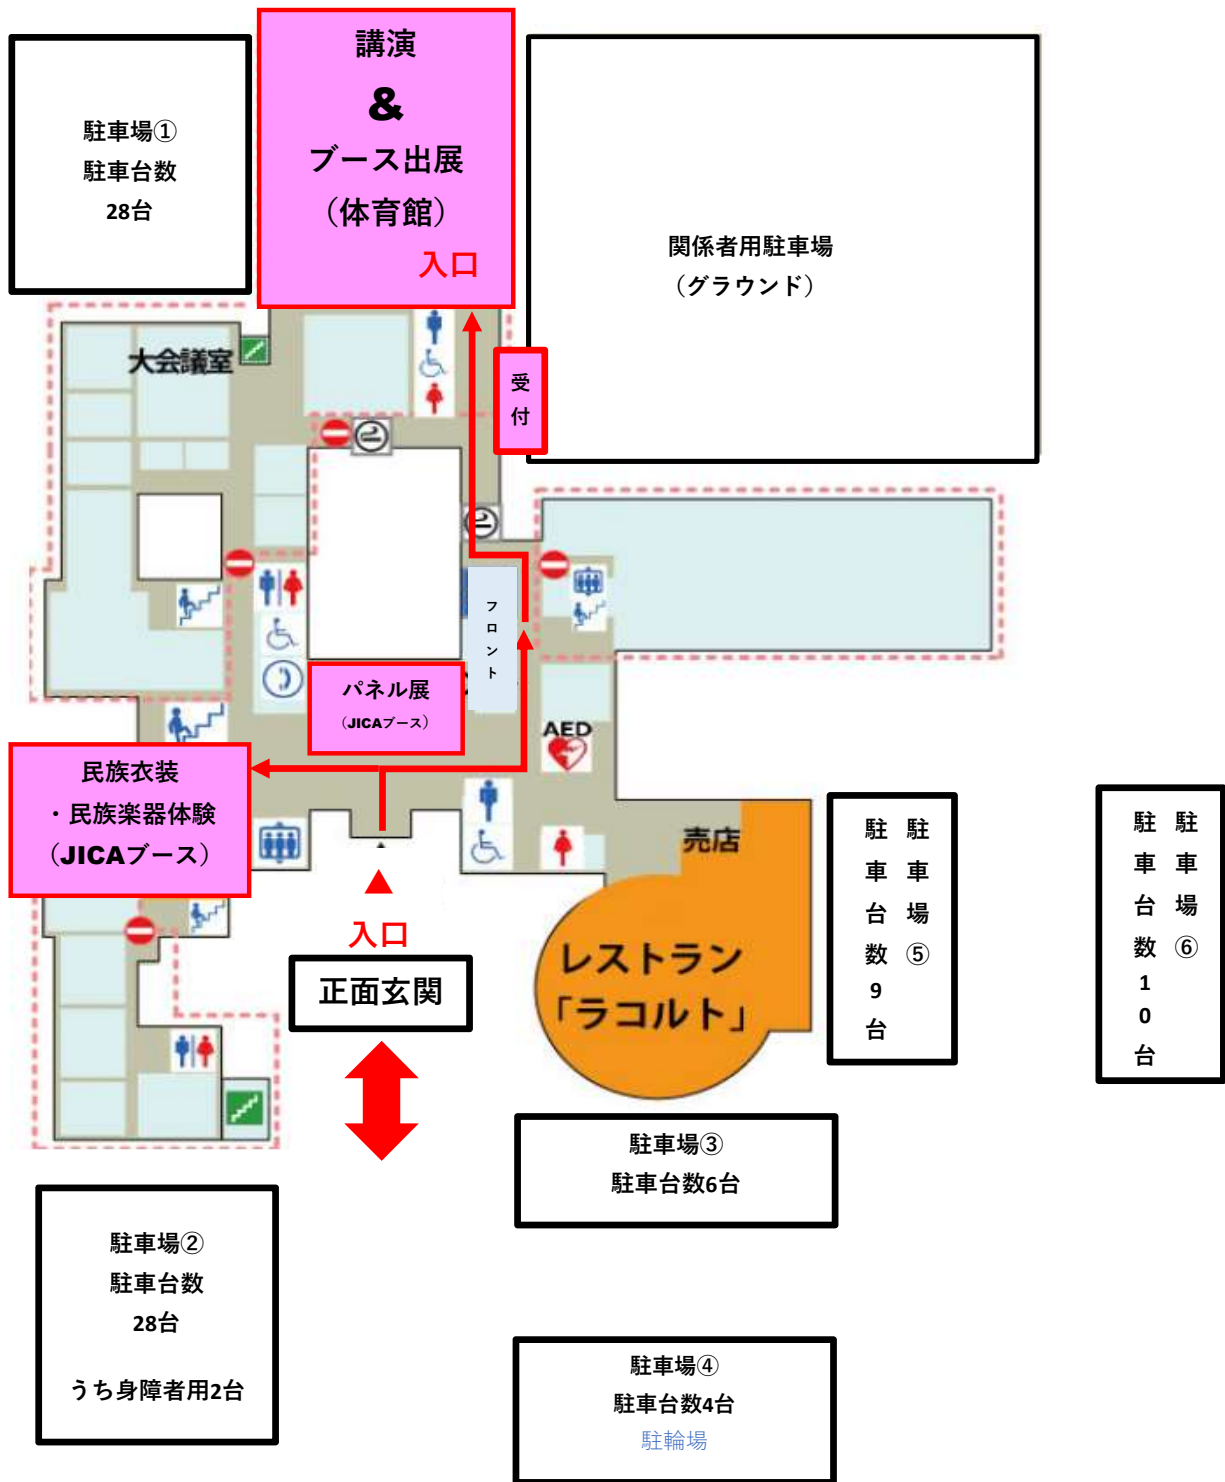 講演
&
ブース出展
（体育館）
入口
駐車場①
駐車台数
28台
関係者用駐車場
（グラウンド）
大会議室
受付
フロント
パネル展
（JICAブース）
AED
民族衣装
・民族楽器体験
（JICAブース）
売店
入口
正面玄関
レストラン
「ラコルト」
駐車場⑤
駐車台数9台
駐車場⑥
駐車台数10台
駐車場③
駐車台数6台
駐車場②
駐車台数
28台
うち身障者用2台
駐車場④
駐車台数4台
駐輪場